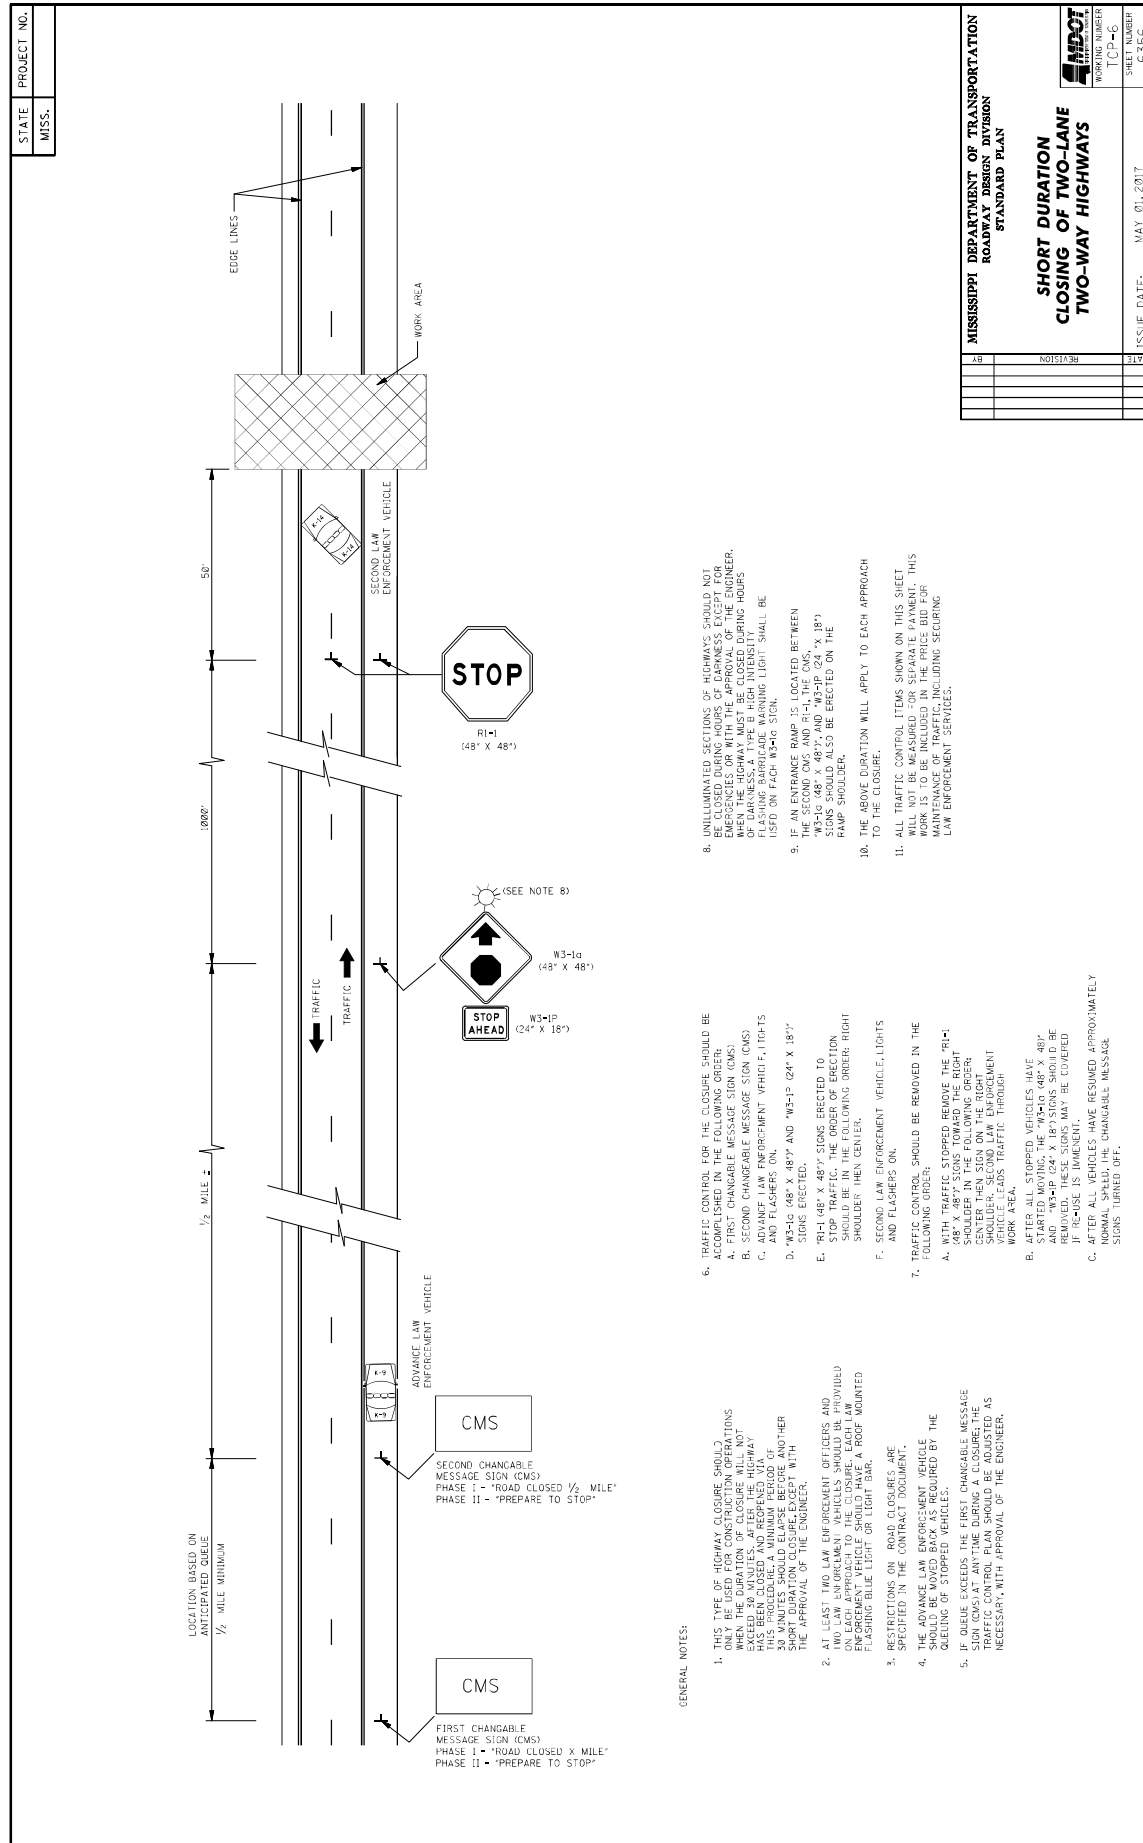 STATE PROJECT NO.
MISS.
EDGE LINES
WORK AREA
50'
SECOND LAW
ENFORCEMENT VEHICLE
K-14
K-14
STOP
R1-1
(48" X 48")
1000'
(SEE NOTE 8)
W3-1a
(48" X 48")
STOP
AHEAD
W3-1P
(24" X 18")
TRAFFIC
TRAFFIC
1/2 MILE ±
ADVANCE LAW
ENFORCEMENT VEHICLE
K-9
K-9
CMS
SECOND CHANGABLE
MESSAGE SIGN (CMS)
PHASE I - "ROAD CLOSED 1/2 MILE"
PHASE II - "PREPARE TO STOP"
LOCATION BASED ON
ANTICIPATED QUEUE
1/2 MILE MINIMUM
CMS
FIRST CHANGABLE
MESSAGE SIGN (CMS)
PHASE I - "ROAD CLOSED X MILE"
PHASE II - "PREPARE TO STOP"
GENERAL NOTES:
1. THIS TYPE OF HIGHWAY CLOSURE SHOULD
ONLY BE USED FOR CONSTRUCTION OPERATIONS
WHEN THE DURATION OF CLOSURE WILL NOT
EXCEED 30 MINUTES. AFTER THE HIGHWAY
HAS BEEN CLOSED AND REOPENED VIA
THIS PROCEDURE, A MINIMUM PERIOD OF
30 MINUTES SHOULD ELAPSE BEFORE ANOTHER
SHORT DURATION CLOSURE, EXCEPT WITH
THE APPROVAL OF THE ENGINEER.
2. AT LEAST TWO LAW ENFORCEMENT OFFICERS AND
TWO LAW ENFORCEMENT VEHICLES SHOULD BE PROVIDED
ON EACH APPROACH TO THE CLOSURE. EACH LAW
ENFORCEMENT VEHICLE SHOULD HAVE A ROOF MOUNTED
FLASHING BLUE LIGHT OR LIGHT BAR.
3. RESTRICTIONS ON ROAD CLOSURES ARE
SPECIFIED IN THE CONTRACT DOCUMENT.
4. THE ADVANCE LAW ENFORCEMENT VEHICLE
SHOULD BE MOVED BACK AS REQUIRED BY THE
QUEUING OF STOPPED VEHICLES.
5. IF QUEUE EXCEEDS THE FIRST CHANGABLE MESSAGE
SIGN (CMS) AT ANYTIME DURING A CLOSURE; THE
TRAFFIC CONTROL PLAN SHOULD BE ADJUSTED AS
NECESSARY, WITH APPROVAL OF THE ENGINEER.
6. TRAFFIC CONTROL FOR THE CLOSURE SHOULD BE
ACCOMPLISHED IN THE FOLLOWING ORDER:
A. FIRST CHANGABLE MESSAGE SIGN (CMS)
B. SECOND CHANGEABLE MESSAGE SIGN (CMS)
C. ADVANCE LAW ENFORCEMENT VEHICLE, LIGHTS
AND FLASHERS ON.
D. "W3-1a (48" X 48")" AND "W3-1P (24" X 18")"
SIGNS ERECTED.
E. "R1-1 (48" X 48")" SIGNS ERECTED TO
STOP TRAFFIC. THE ORDER OF ERECTION
SHOULD BE IN THE FOLLOWING ORDER: RIGHT
SHOULDER THEN CENTER.
F. SECOND LAW ENFORCEMENT VEHICLE, LIGHTS
AND FLASHERS ON.
7. TRAFFIC CONTROL SHOULD BE REMOVED IN THE
FOLLOWING ORDER:
A. WITH TRAFFIC STOPPED REMOVE THE "R1-1
(48" X 48")" SIGNS TOWARD THE RIGHT
SHOULDER IN THE FOLLOWING ORDER:
CENTER THEN SIGN ON THE RIGHT
SHOULDER. SECOND LAW ENFORCEMENT
VEHICLE LEADS TRAFFIC THROUGH
WORK AREA.
B. AFTER ALL STOPPED VEHICLES HAVE
STARTED MOVING, THE "W3-1a (48" X 48)"
AND "W3-1P (24" X 18") SIGNS SHOULD BE
REMOVED. THESE SIGNS MAY BE COVERED
IF RE-USE IS IMMINENT.
C. AFTER ALL VEHICLES HAVE RESUMED APPROXIMATELY
NORMAL SPEED, THE CHANGABLE MESSAGE
SIGNS TURNED OFF.
8. UNILLUMINATED SECTIONS OF HIGHWAYS SHOULD NOT
BE CLOSED DURING HOURS OF DARKNESS EXCEPT FOR
EMERGENCIES OR WITH THE APPROVAL OF THE ENGINEER.
WHEN THE HIGHWAY MUST BE CLOSED DURING HOURS
OF DARKNESS, A TYPE B HIGH INTENSITY
FLASHING BARRICADE WARNING LIGHT SHALL BE
USED ON EACH W3-1a SIGN.
9. IF AN ENTRANCE RAMP IS LOCATED BETWEEN
THE SECOND CMS AND R1-1, THE CMS,
"W3-1a (48" X 48")", AND "W3-1P (24 "X 18")
SIGNS SHOULD ALSO BE ERECTED ON THE
RAMP SHOULDER.
10. THE ABOVE DURATION WILL APPLY TO EACH APPROACH
TO THE CLOSURE.
11. ALL TRAFFIC CONTROL ITEMS SHOWN ON THIS SHEET
WILL NOT BE MEASURED FOR SEPARATE PAYMENT. THIS
WORK IS TO BE INCLUDED IN THE PRICE BID FOR
MAINTENANCE OF TRAFFIC, INCLUDING SECURING
LAW ENFORCEMENT SERVICES.
MISSISSIPPI DEPARTMENT OF TRANSPORTATION
ROADWAY DESIGN DIVISION
STANDARD PLAN
SHORT DURATION
CLOSING OF TWO-LANE
TWO-WAY HIGHWAYS
MDOT
WORKING NUMBER
TCP-6
SHEET NUMBER
6356
ISSUE DATE: MAY 01, 2017
BY
REVISION
DATE